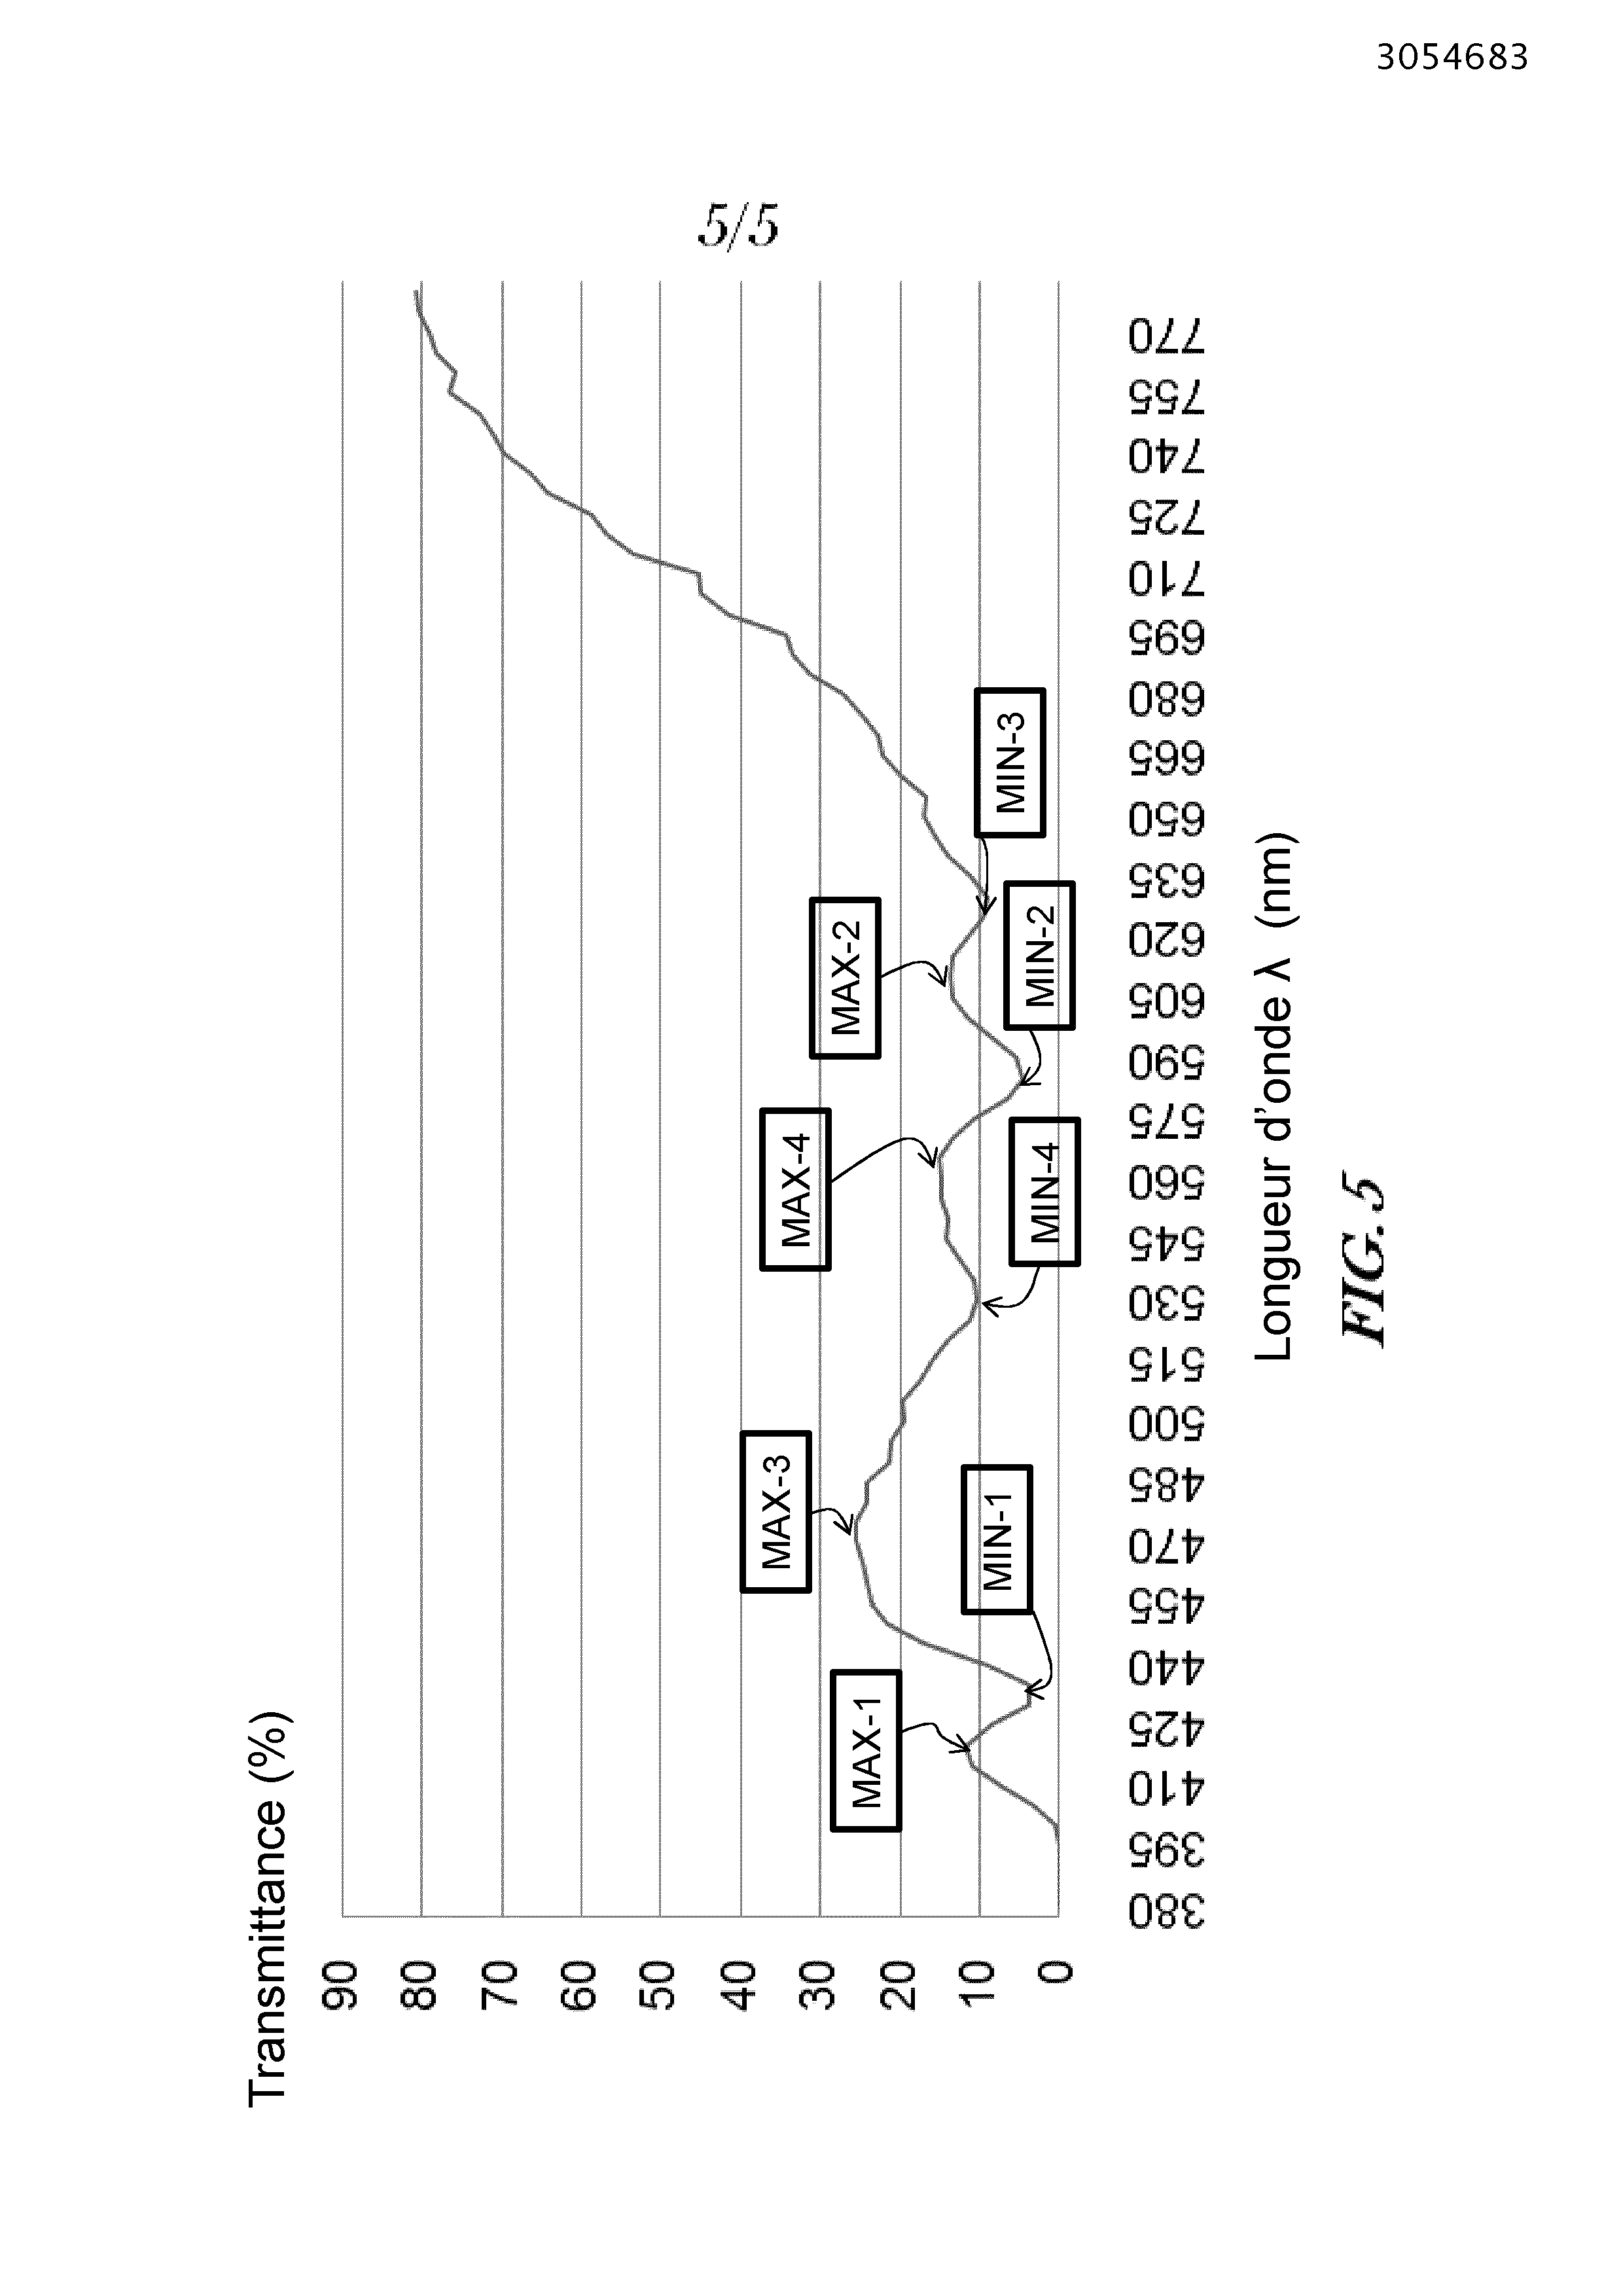 3054683
5/5
Transmittance (%)
90
80
70
60
50
40
30
20
10
0
MAX-1
MIN-1
MAX-3
MIN-4
MAX-4
MIN-2
MAX-2
MIN-3
380 395 410 425 440 455 470 485 500 515 530 545 560 575 590 605 620 635 650 665 680 695 710 725 740 755 770
Longueur d'onde λ (nm)
FIG. 5